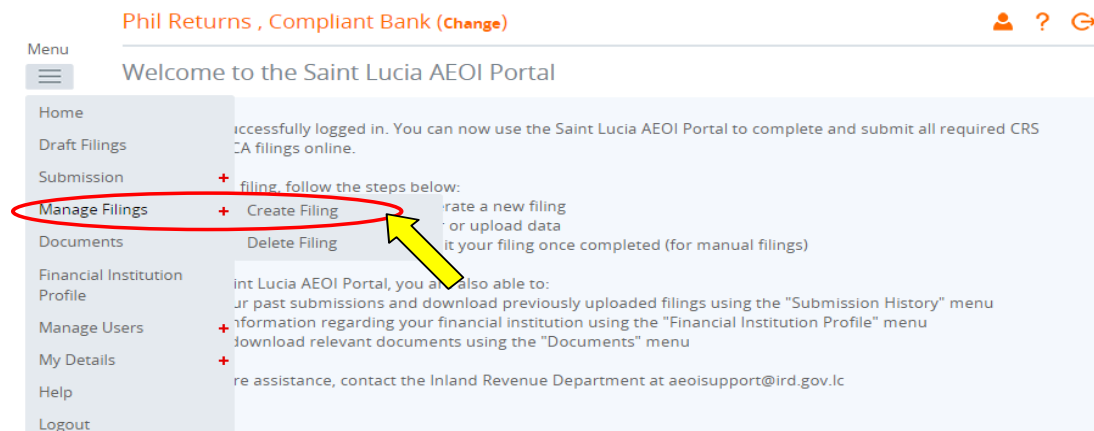 Phil Returns , Compliant Bank (Change)
?
Menu
Welcome to the Saint Lucia AEOI Portal
Home
Draft Filings
Submission +
Manage Filings + Create Filing
Delete Filing
Documents
Financial Institution
Profile
Manage Users +
My Details +
Help
Logout
successfully logged in. You can now use the Saint Lucia AEOI Portal to complete and submit all required CRS
CA filings online.
filing, follow the steps below:
rate a new filing
or upload data
it your filing once completed (for manual filings)
int Lucia AEOI Portal, you also able to:
ur past submissions and download previously uploaded filings using the "Submission History" menu
nformation regarding your financial institution using the "Financial Institution Profile" menu
download relevant documents using the "Documents" menu
re assistance, contact the Inland Revenue Department at aeoisupport@ird.gov.lc